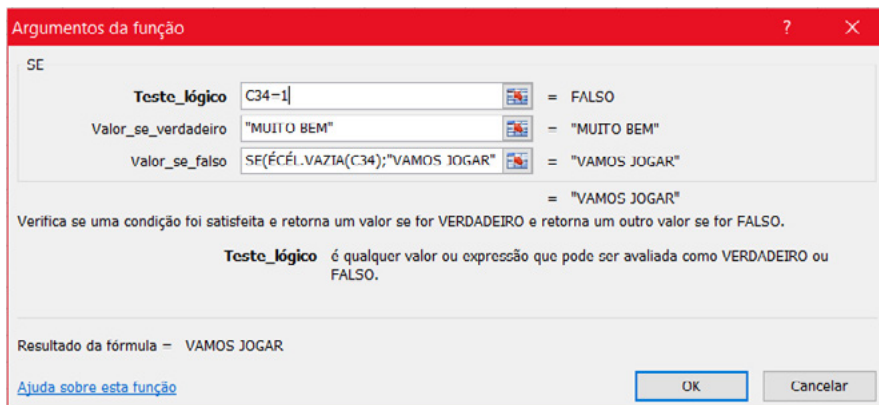 Argumentos da função ? ×
SE
Teste_lógico C34=1 = FALSO
Valor_se_verdadeiro "MUITO BEM" = "MUITO BEM"
Valor_se_falso SE(ÉCÉL.VAZIA(C34);"VAMOS JOGAR" = "VAMOS JOGAR"
= "VAMOS JOGAR"
Verifica se uma condição foi satisfeita e retorna um valor se for VERDADEIRO e retorna um outro valor se for FALSO.
Teste_lógico é qualquer valor ou expressão que pode ser avaliada como VERDADEIRO ou
FALSO.
Resultado da fórmula = VAMOS JOGAR
Ajuda sobre esta função OK Cancelar